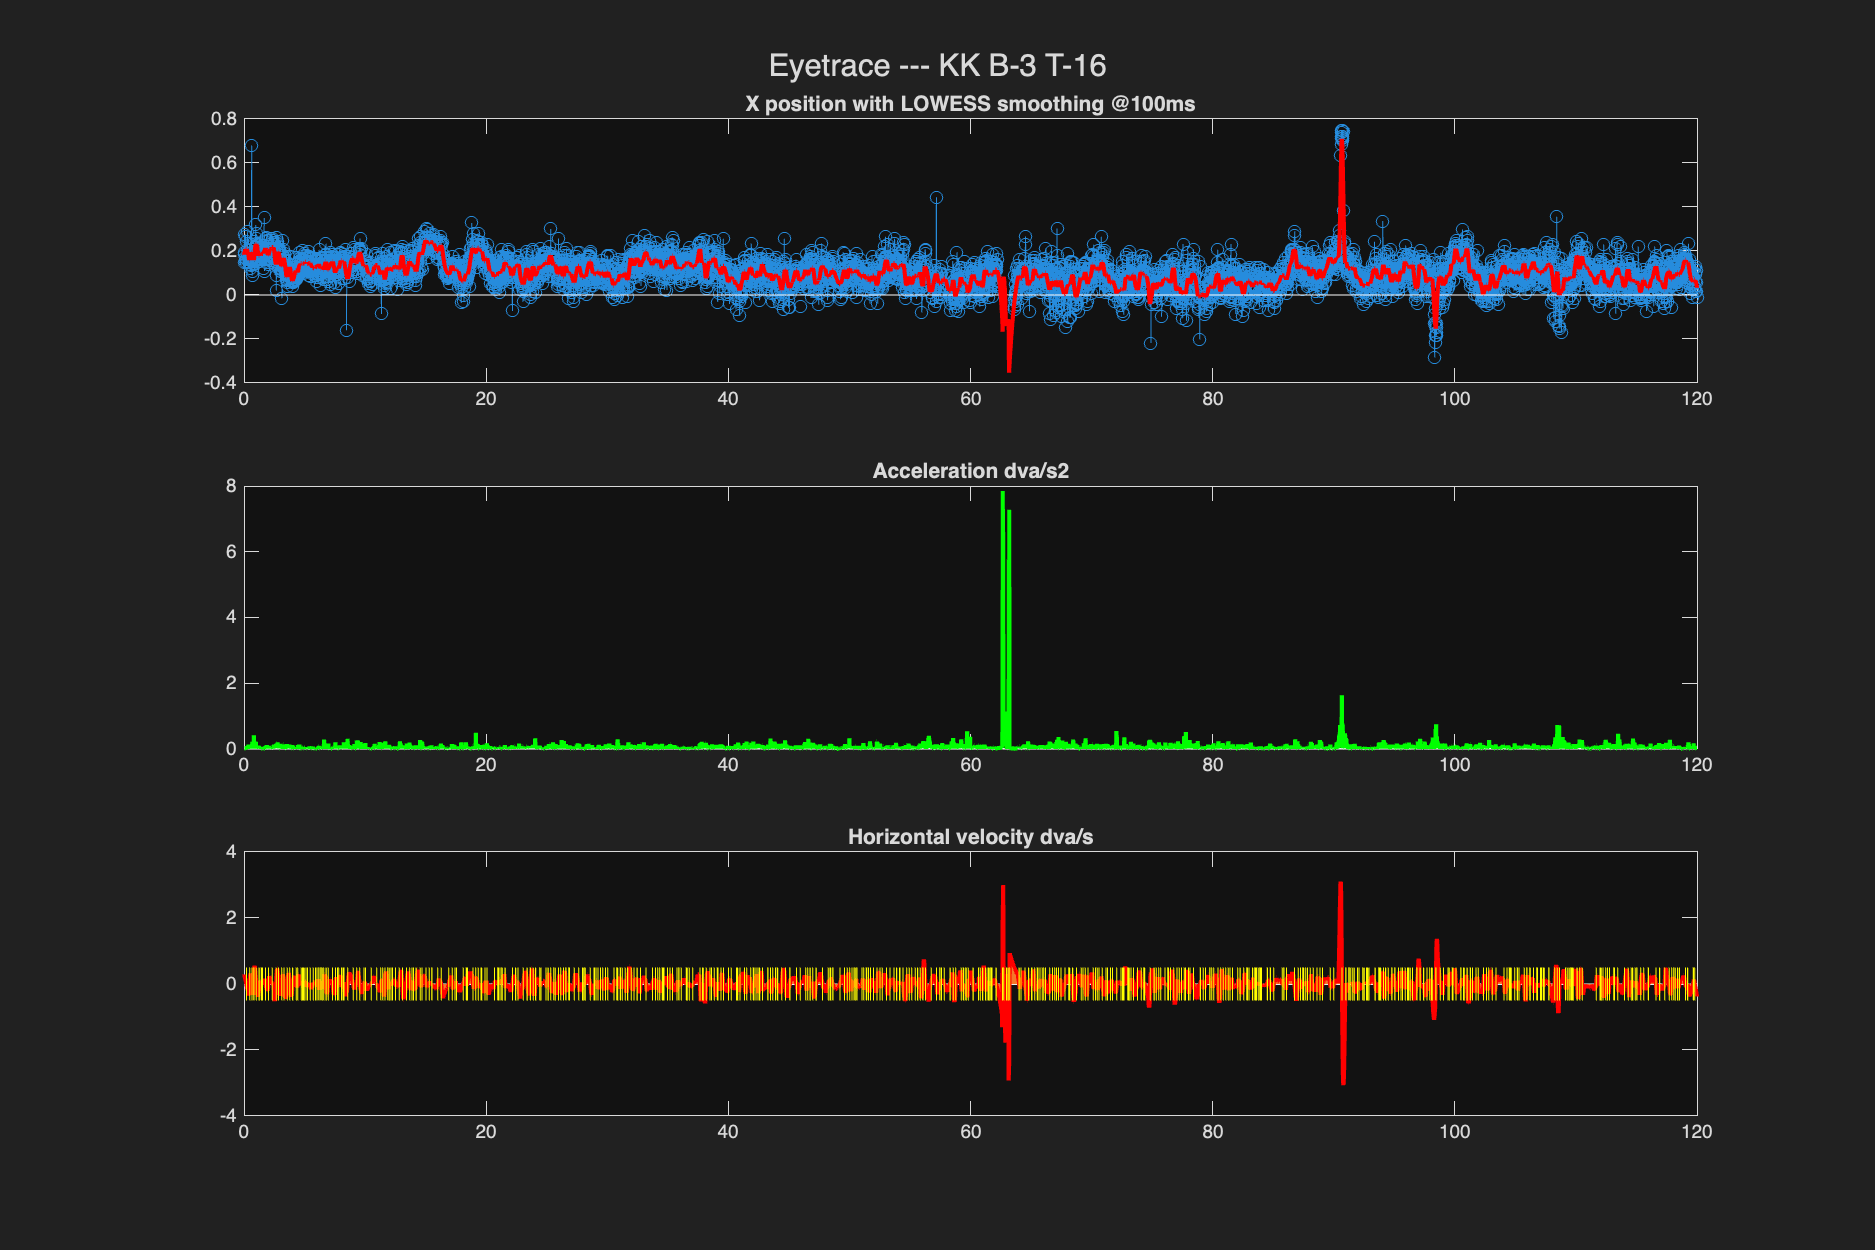 Eyetrace --- KK B-3 T-16
X position with LOWESS smoothing @100ms
0.8
0.6
0.4
0.2
0
-0.2
-0.4
0 20 40 60 80 100 120
Acceleration dva/s2
8
6
4
2
0
0 20 40 60 80 100 120
Horizontal velocity dva/s
4
2
0
-2
-4
0 20 40 60 80 100 120